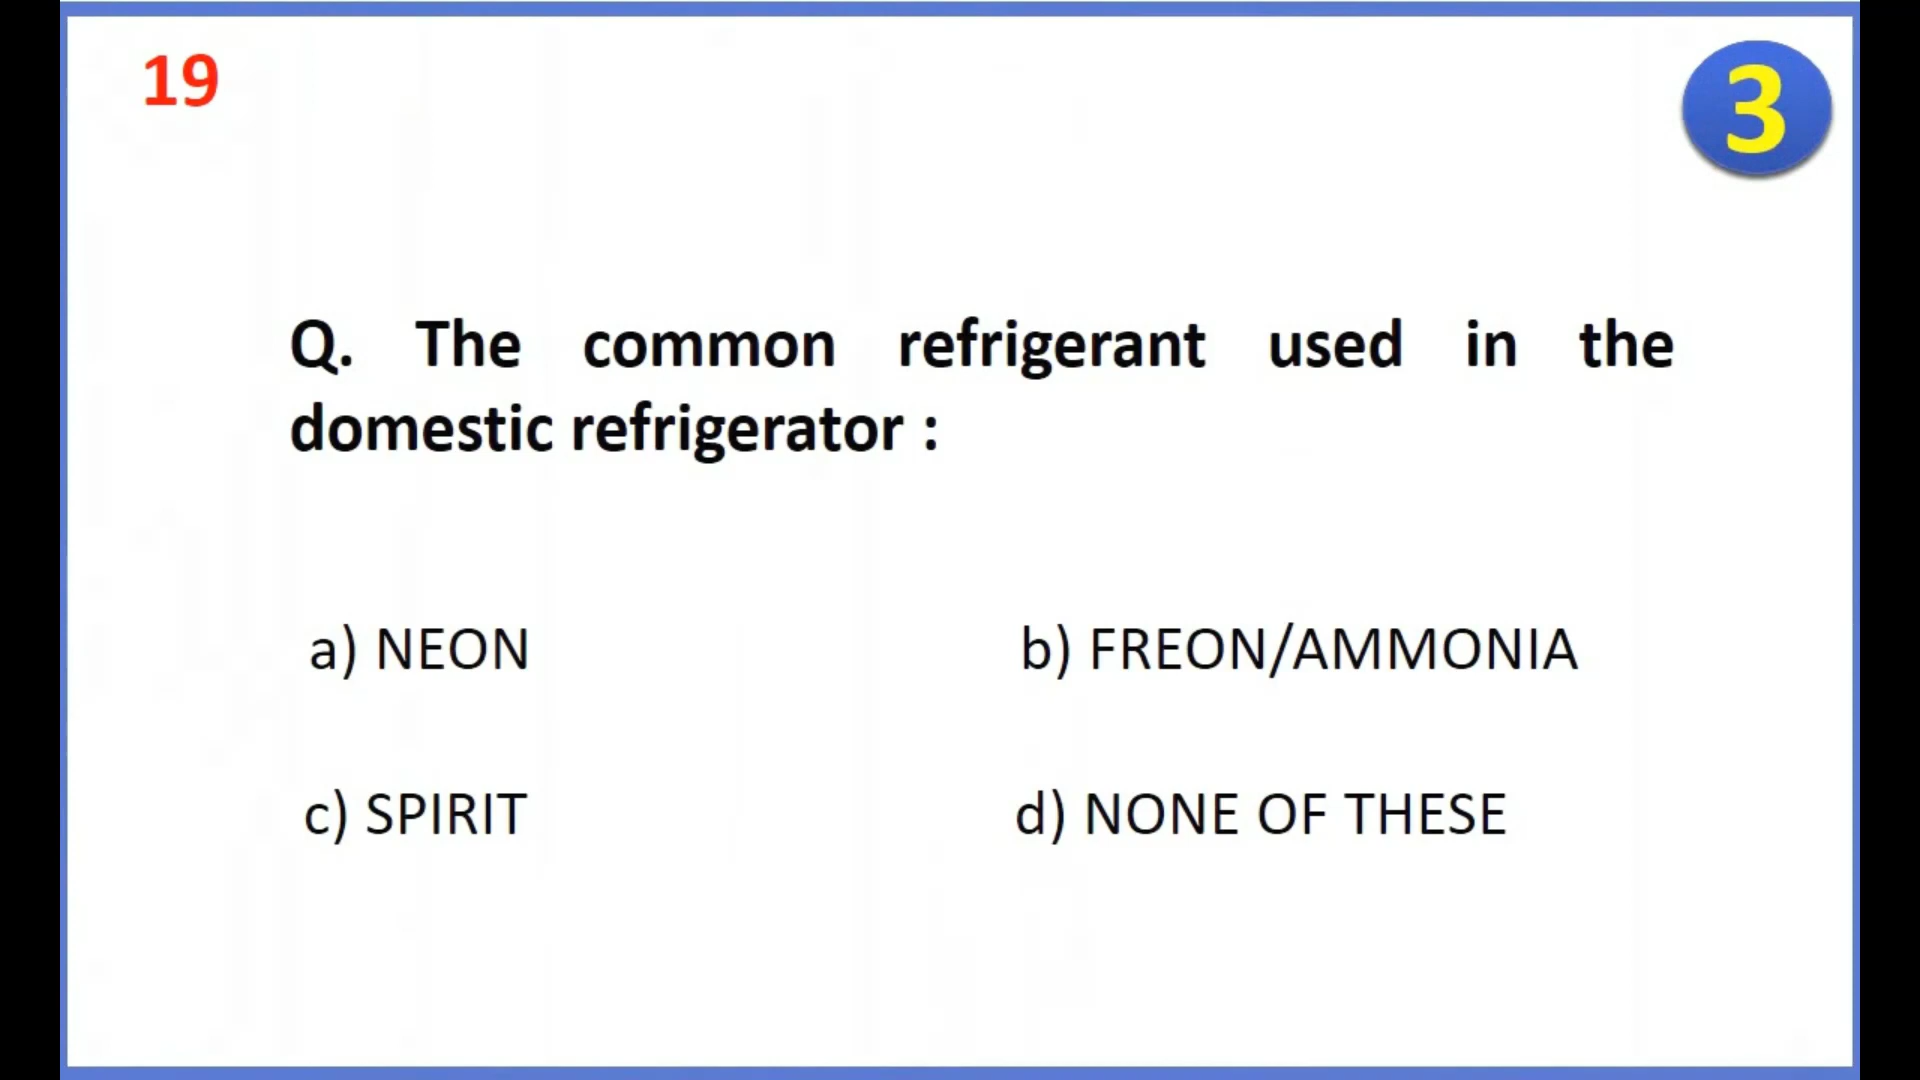 19
3
Q. The common refrigerant used in the
domestic refrigerator :
a) NEON
b) FREON/AMMONIA
c) SPIRIT
d) NONE OF THESE